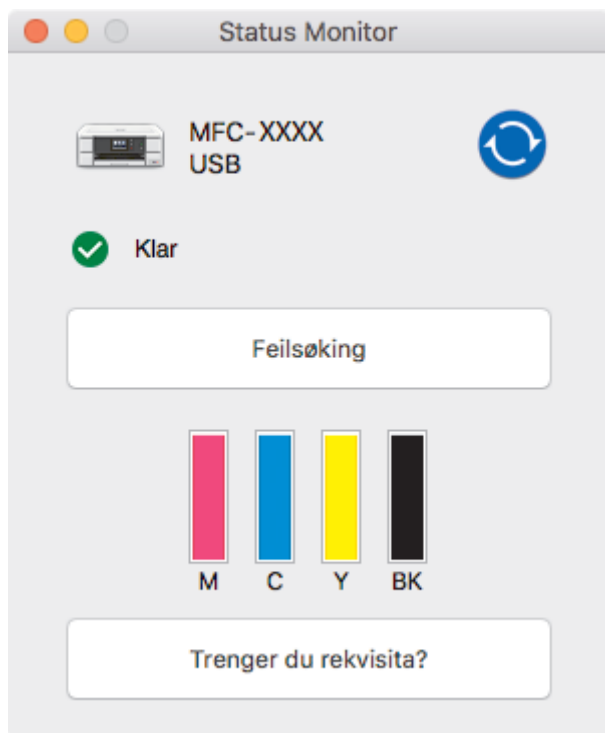 Status Monitor
MFC-XXXX
USB
Klar
Feilsøking
M C Y BK
Trenger du rekvisita?